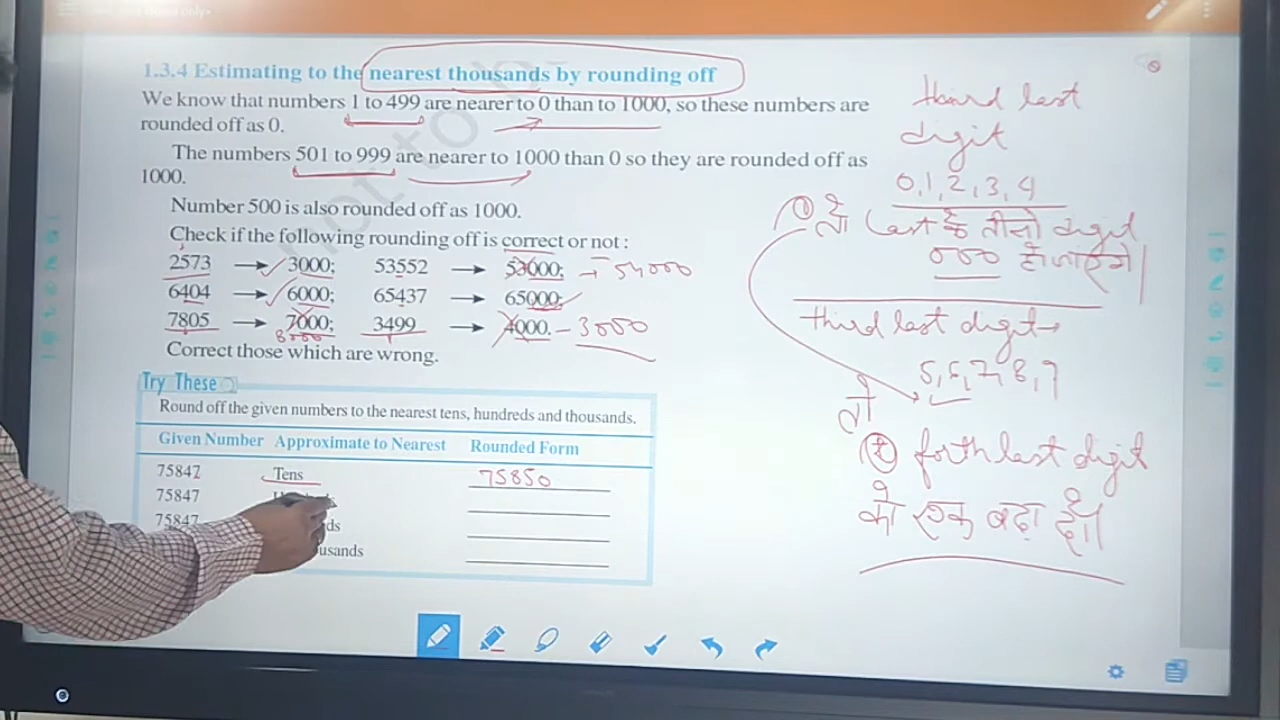 1.3.4 Estimating to the nearest thousands by rounding off
We know that numbers 1 to 499 are nearer to 0 than to 1000, so these numbers are
rounded off as 0.
The numbers 501 to 999 are nearer to 1000 than 0 so they are rounded off as
1000.
Number 500 is also rounded off as 1000.
Check if the following rounding off is correct or not :
2573 → 3000; 53552 → 53000; → 54000
6404 → 6000; 65437 → 65000;
7805 → 7000; 3499 → 4000. – 3000
8000
Correct those which are wrong.
Try These
Round off the given numbers to the nearest tens, hundreds and thousands.
Given Number Approximate to Nearest Rounded Form
75847 Tens 75850
75847
75847
usands
third last
digit
0, 1, 2, 3, 4
① तो last के तीनो digit
000 हो जाएंगे
third last digit→
5, 6, 7, 8, 9
तो
forth last digit
को एक बढ़ा देंगे